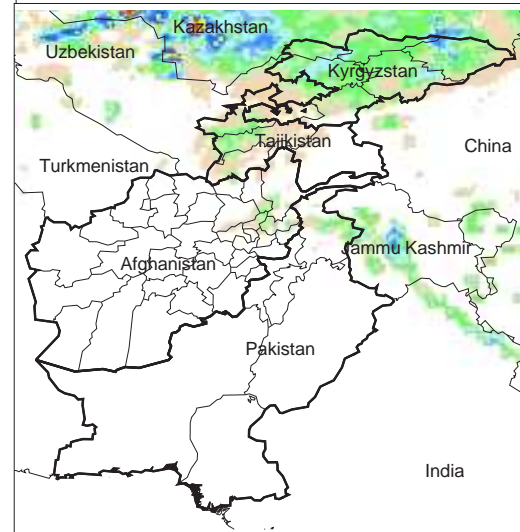 Kazakhstan
Uzbekistan
Kyrgyzstan
Tajikistan
China
Turkmenistan
Jammu Kashmir
Afghanistan
Pakistan
India